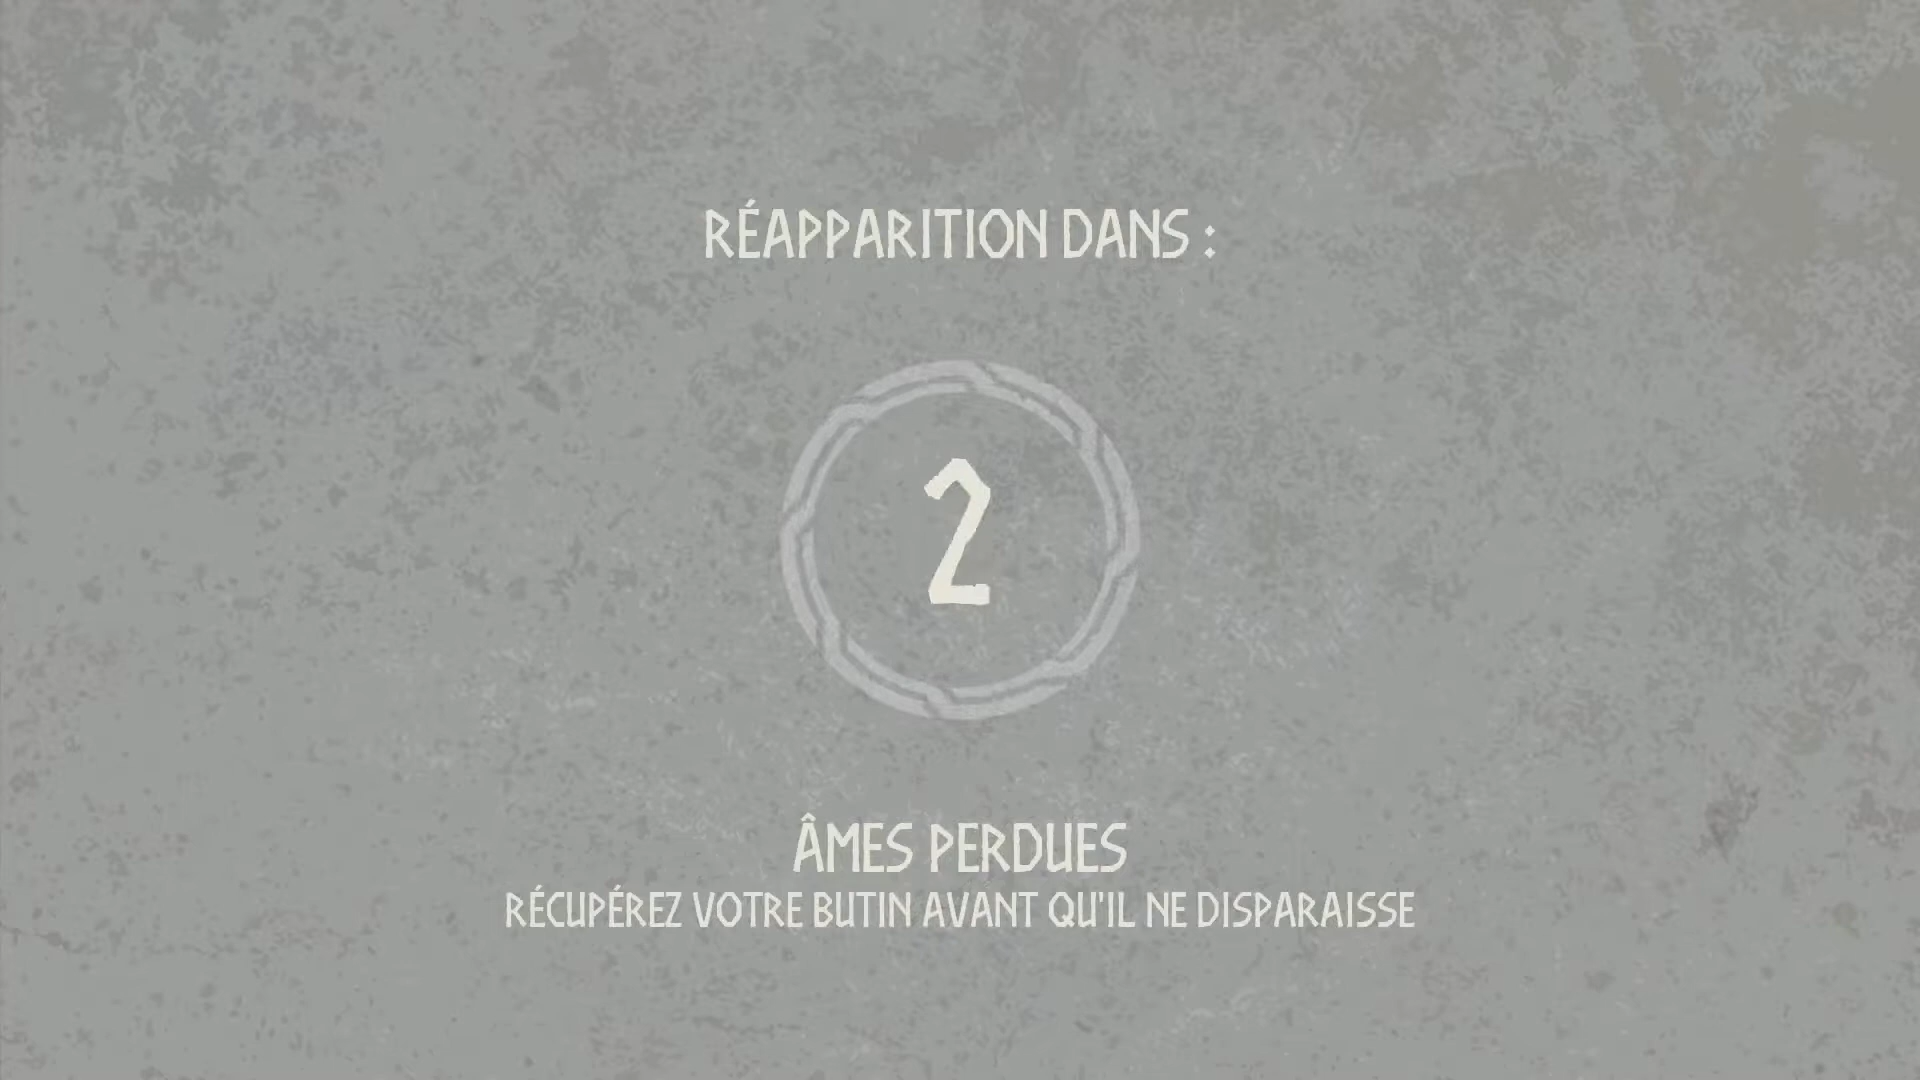 RÉAPPARITION DANS :
2
ÂMES PERDUES
RÉCUPÉREZ VOTRE BUTIN AVANT QU'IL NE DISPARAISSE